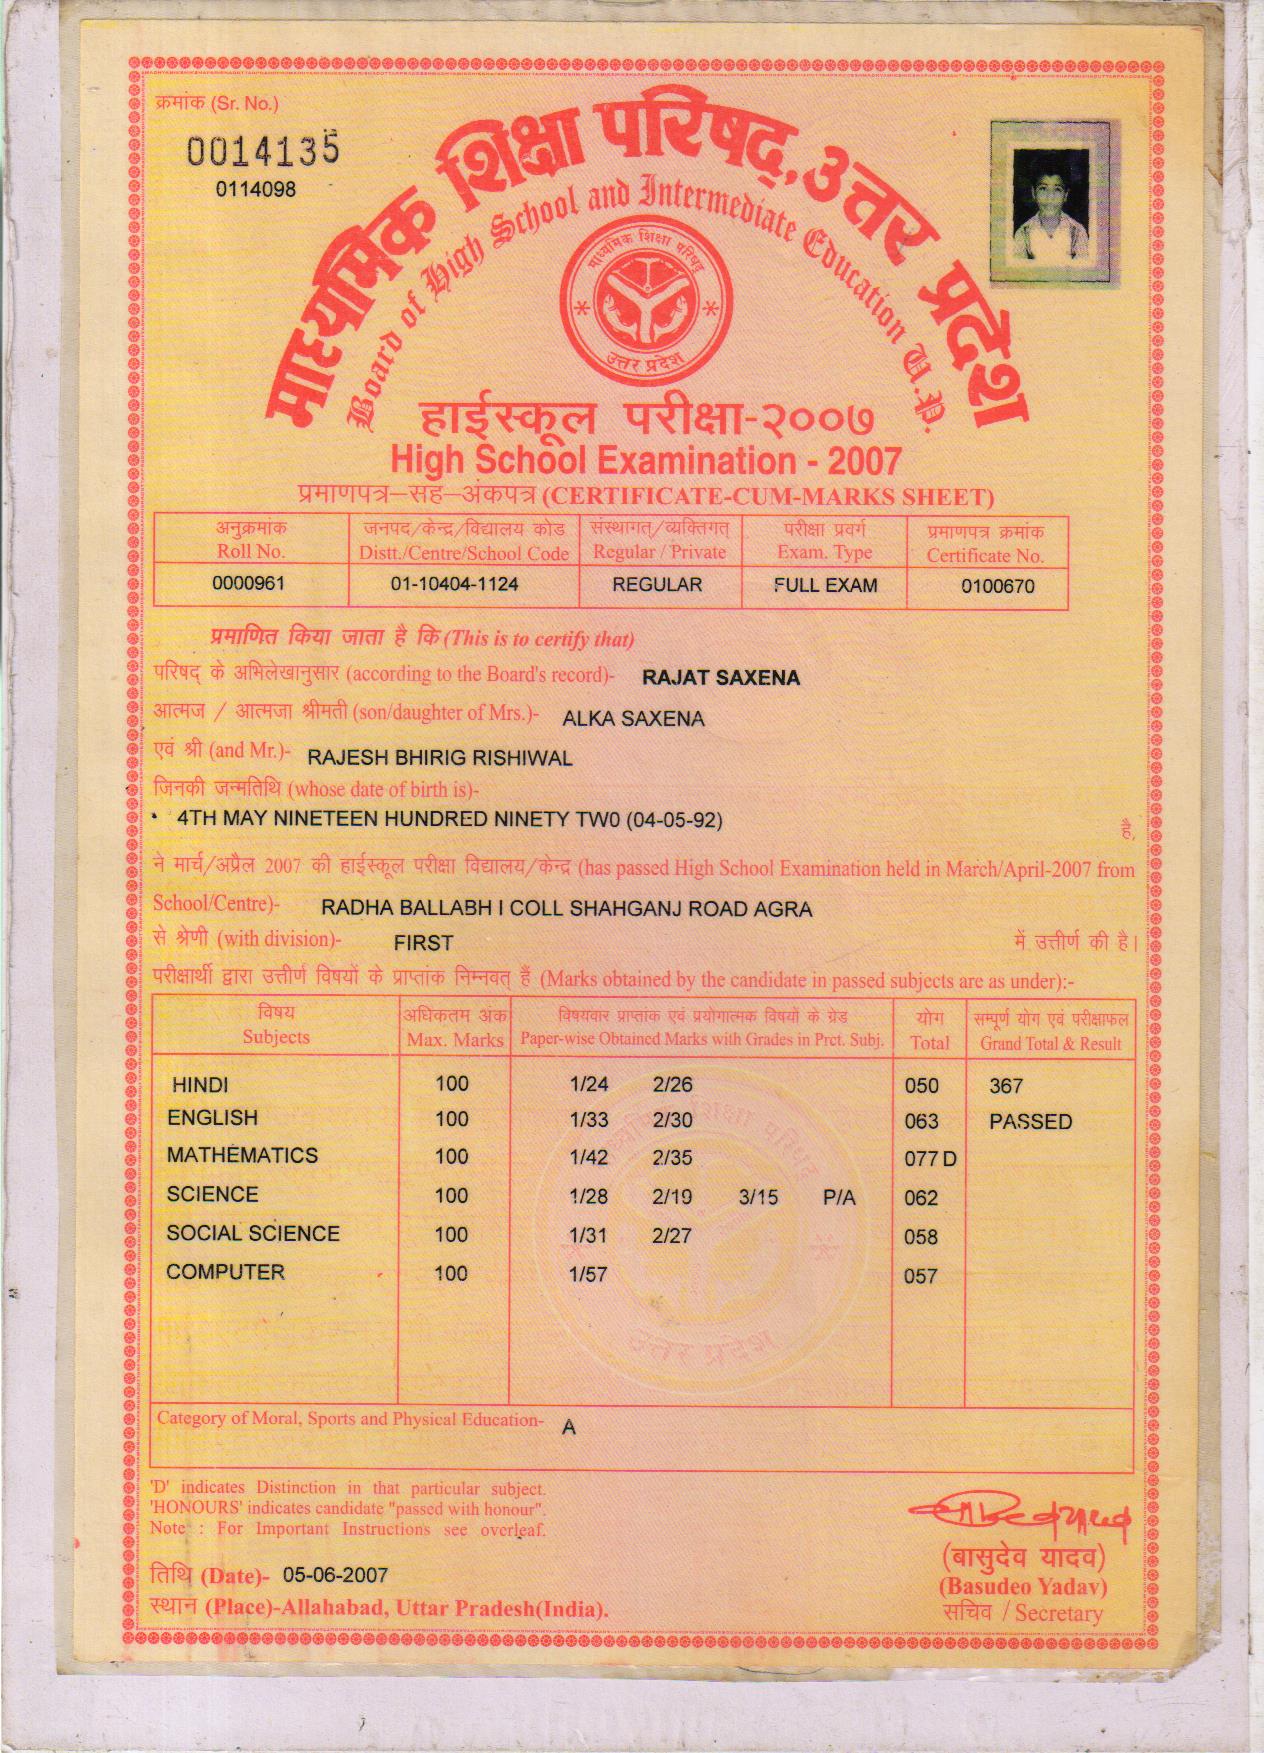 क्रमांक (Sr. No.)
0014135
0114098
माध्यमिक शिक्षा परिषद्, उत्तर प्रदेश
Board of High School and Intermediate Education U.P.
माध्यमिक शिक्षा परिषद्
उत्तर प्रदेश
हाईस्कूल परीक्षा-२००७
High School Examination - 2007
प्रमाणपत्र-सह-अंकपत्र (CERTIFICATE-CUM-MARKS SHEET)
अनुक्रमांक जनपद/केन्द्र/विद्यालय कोड संस्थागत/व्यक्तिगत् परीक्षा प्रवर्ग प्रमाणपत्र क्रमांक
Roll No. Distt./Centre/School Code Regular / Private Exam. Type Certificate No.
0000961 01-10404-1124 REGULAR FULL EXAM 0100670
प्रमाणित किया जाता है कि (This is to certify that)
परिषद् के अभिलेखानुसार (according to the Board's record)- RAJAT SAXENA
आत्मज / आत्मजा श्रीमती (son/daughter of Mrs.)- ALKA SAXENA
एवं श्री (and Mr.)- RAJESH BHIRIG RISHIWAL
जिनकी जन्मतिथि (whose date of birth is)-
4TH MAY NINETEEN HUNDRED NINETY TW0 (04-05-92) है,
ने मार्च/अप्रैल 2007 की हाईस्कूल परीक्षा विद्यालय/केन्द्र (has passed High School Examination held in March/April-2007 from
School/Centre)- RADHA BALLABH I COLL SHAHGANJ ROAD AGRA
से श्रेणी (with division)- FIRST में उत्तीर्ण की है।
परीक्षार्थी द्वारा उत्तीर्ण विषयों के प्राप्तांक निम्नवत् हैं (Marks obtained by the candidate in passed subjects are as under):-
विषय अधिकतम अंक विषयवार प्राप्तांक एवं प्रयोगात्मक विषयों के ग्रेड योग सम्पूर्ण योग एवं परीक्षाफल
Subjects Max. Marks Paper-wise Obtained Marks with Grades in Prct. Subj. Total Grand Total & Result
HINDI 100 1/24 2/26 050 367
ENGLISH 100 1/33 2/30 063 PASSED
MATHEMATICS 100 1/42 2/35 077 D
SCIENCE 100 1/28 2/19 3/15 P/A 062
SOCIAL SCIENCE 100 1/31 2/27 058
COMPUTER 100 1/57 057
उत्तर प्रदेश
Category of Moral, Sports and Physical Education- A
'D' indicates Distinction in that particular subject.
'HONOURS' indicates candidate "passed with honour".
Note : For Important Instructions see overleaf.
तिथि (Date)- 05-06-2007
स्थान (Place)-Allahabad, Uttar Pradesh(India).
(बासुदेव यादव)
(Basudeo Yadav)
सचिव / Secretary